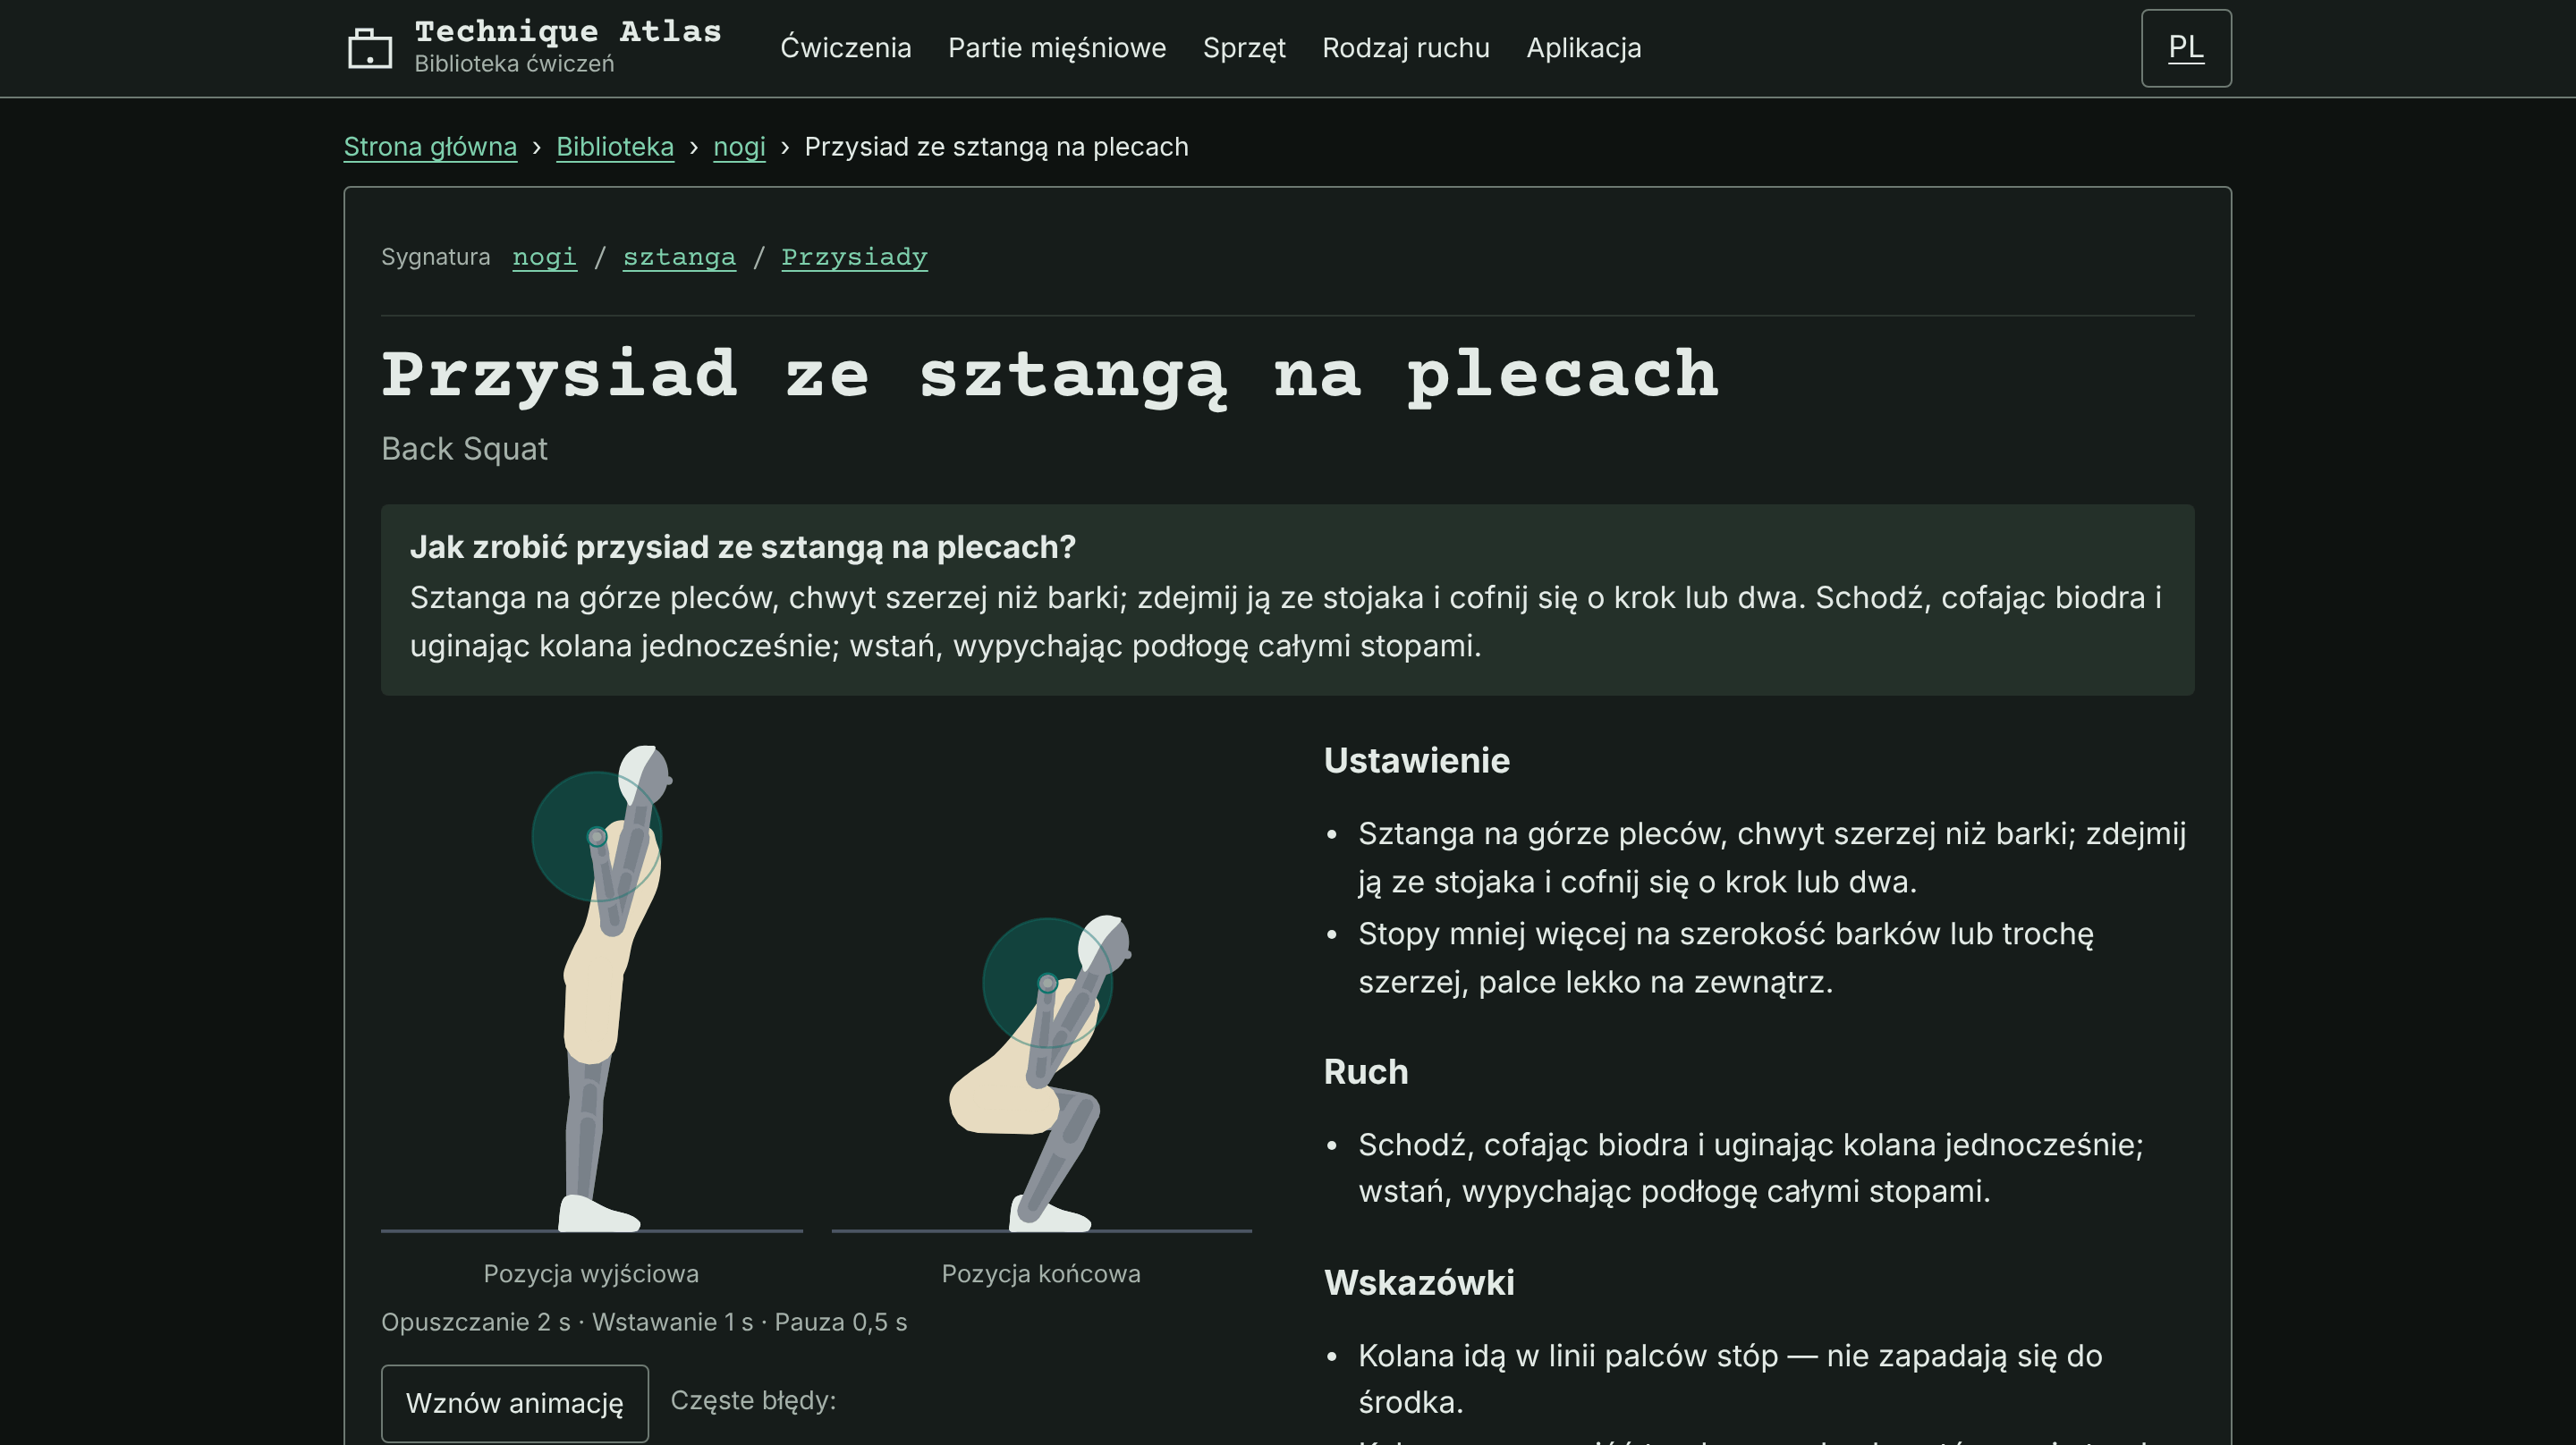 Technique Atlas
Biblioteka ćwiczeń
Ćwiczenia Partie mięśniowe Sprzęt Rodzaj ruchu Aplikacja
PL
Strona główna › Biblioteka › nogi › Przysiad ze sztangą na plecach
Sygnatura nogi / sztanga / Przysiady
Przysiad ze sztangą na plecach
Back Squat
Jak zrobić przysiad ze sztangą na plecach?
Sztanga na górze pleców, chwyt szerzej niż barki; zdejmij ją ze stojaka i cofnij się o krok lub dwa. Schodź, cofając biodra i
uginając kolana jednocześnie; wstań, wypychając podłogę całymi stopami.
Pozycja wyjściowa
Pozycja końcowa
Opuszczanie 2 s · Wstawanie 1 s · Pauza 0,5 s
Wznów animację
Częste błędy:
Ustawienie
• Sztanga na górze pleców, chwyt szerzej niż barki; zdejmij
ją ze stojaka i cofnij się o krok lub dwa.
• Stopy mniej więcej na szerokość barków lub trochę
szerzej, palce lekko na zewnątrz.
Ruch
• Schodź, cofając biodra i uginając kolana jednocześnie;
wstań, wypychając podłogę całymi stopami.
Wskazówki
• Kolana idą w linii palców stóp — nie zapadają się do
środka.